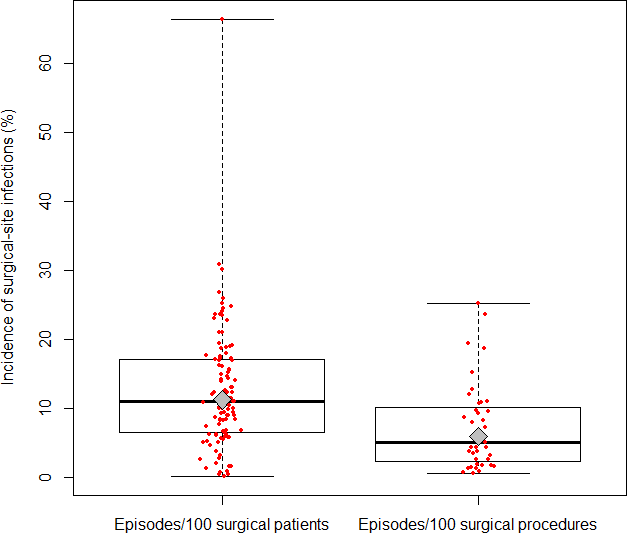 Incidence of surgical-site infections (%)
60
50
40
30
20
10
0
Episodes/100 surgical patients
Episodes/100 surgical procedures